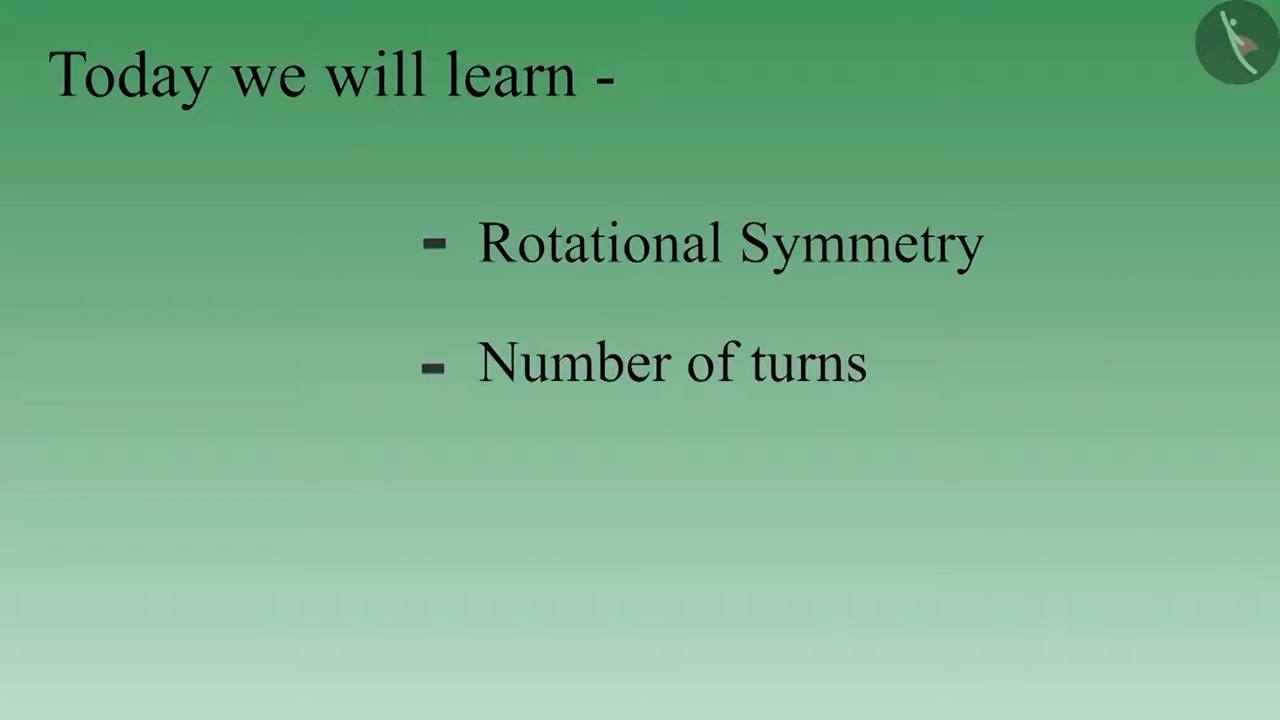 Today we will learn -
- Rotational Symmetry
- Number of turns